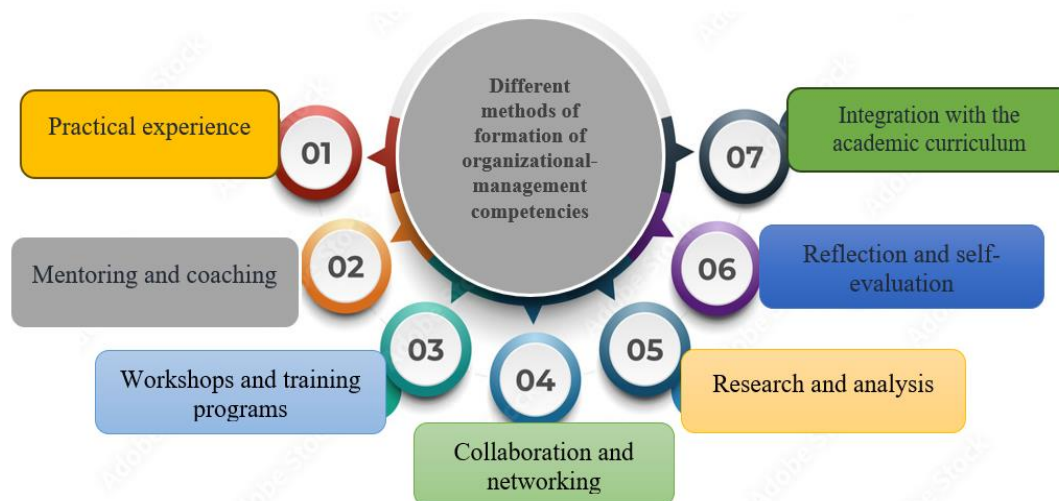 Different
methods of
formation of
organizational-
management
competencies
Practical experience
01
Mentoring and coaching
02
Workshops and training
programs
03
Collaboration and
networking
04
Research and analysis
05
Reflection and self-
evaluation
06
Integration with the
academic curriculum
07